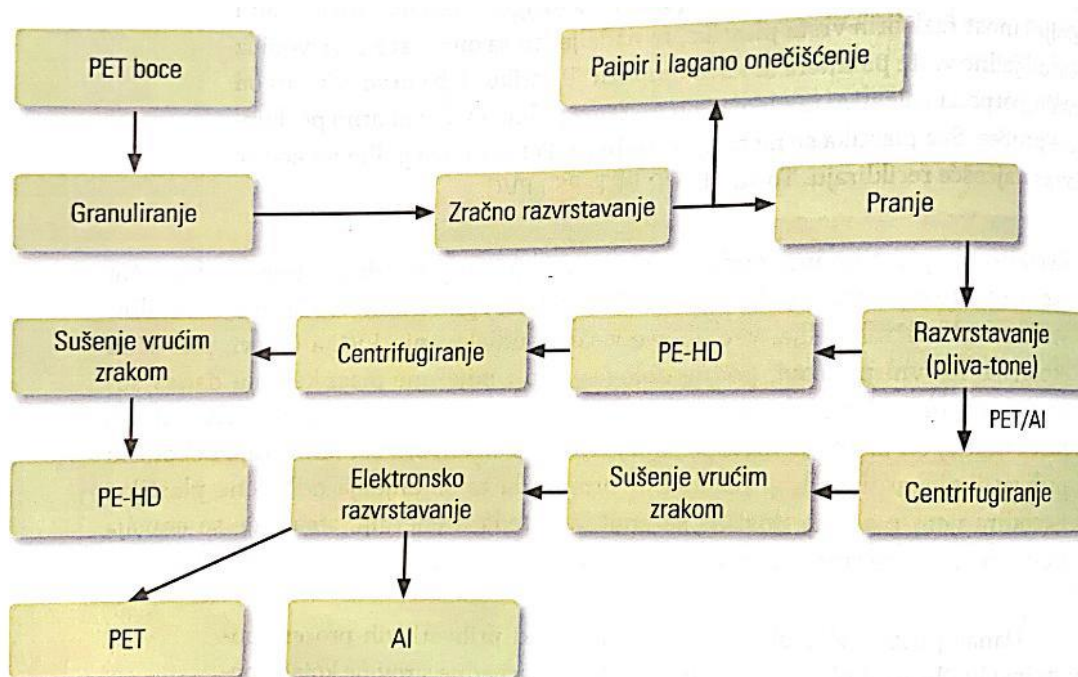 PET boce
Paipir i lagano onečišćenje
Granuliranje
Zračno razvrstavanje
Pranje
Sušenje vrućim
zrakom
Centrifugiranje
PE-HD
Razvrstavanje
(pliva-tone)
PET/Al
PE-HD
Elektronsko
razvrstavanje
Sušenje vrućim
zrakom
Centrifugiranje
PET
Al